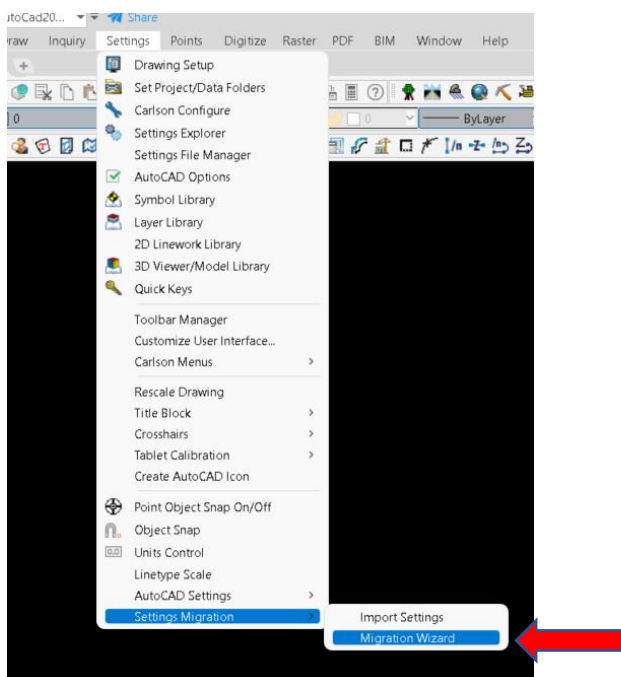 utoCad20... Share
raw Inquiry Settings Points Digitize Raster PDF BIM Window Help
Drawing Setup
Set Project/Data Folders
0 Carlson Configure 0 ByLayer
Settings Explorer
Settings File Manager
AutoCAD Options
Symbol Library
Layer Library
2D Linework Library
3D Viewer/Model Library
Quick Keys
Toolbar Manager
Customize User Interface...
Carlson Menus
Rescale Drawing
Title Block
Crosshairs
Tablet Calibration
Create AutoCAD Icon
Point Object Snap On/Off
Object Snap
0.0 Units Control
Linetype Scale
AutoCAD Settings
Settings Migration Import Settings
Migration Wizard